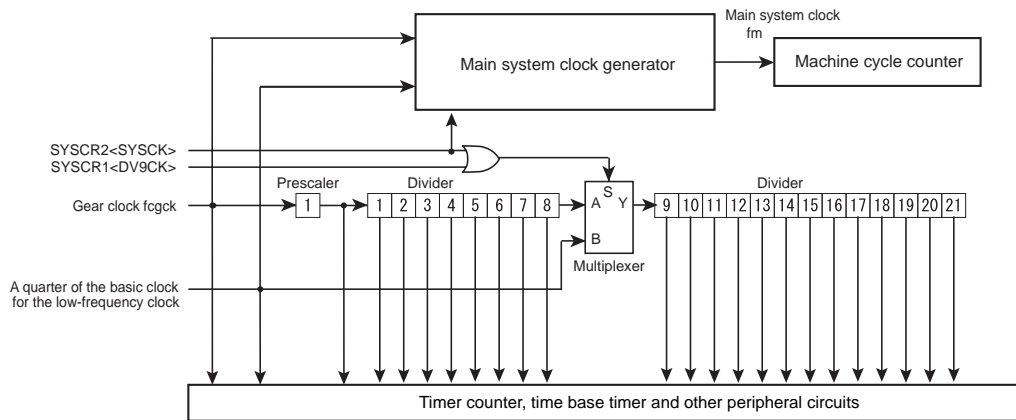 Main system clock
fm
Main system clock generator
Machine cycle counter
SYSCR2<SYSCK>
SYSCR1<DV9CK>
Prescaler
Divider
S
Divider
Gear clock fcgck
1
1 2 3 4 5 6 7 8
A
Y
9 10 11 12 13 14 15 16 17 18 19 20 21
B
Multiplexer
A quarter of the basic clock
for the low-frequency clock
Timer counter, time base timer and other peripheral circuits